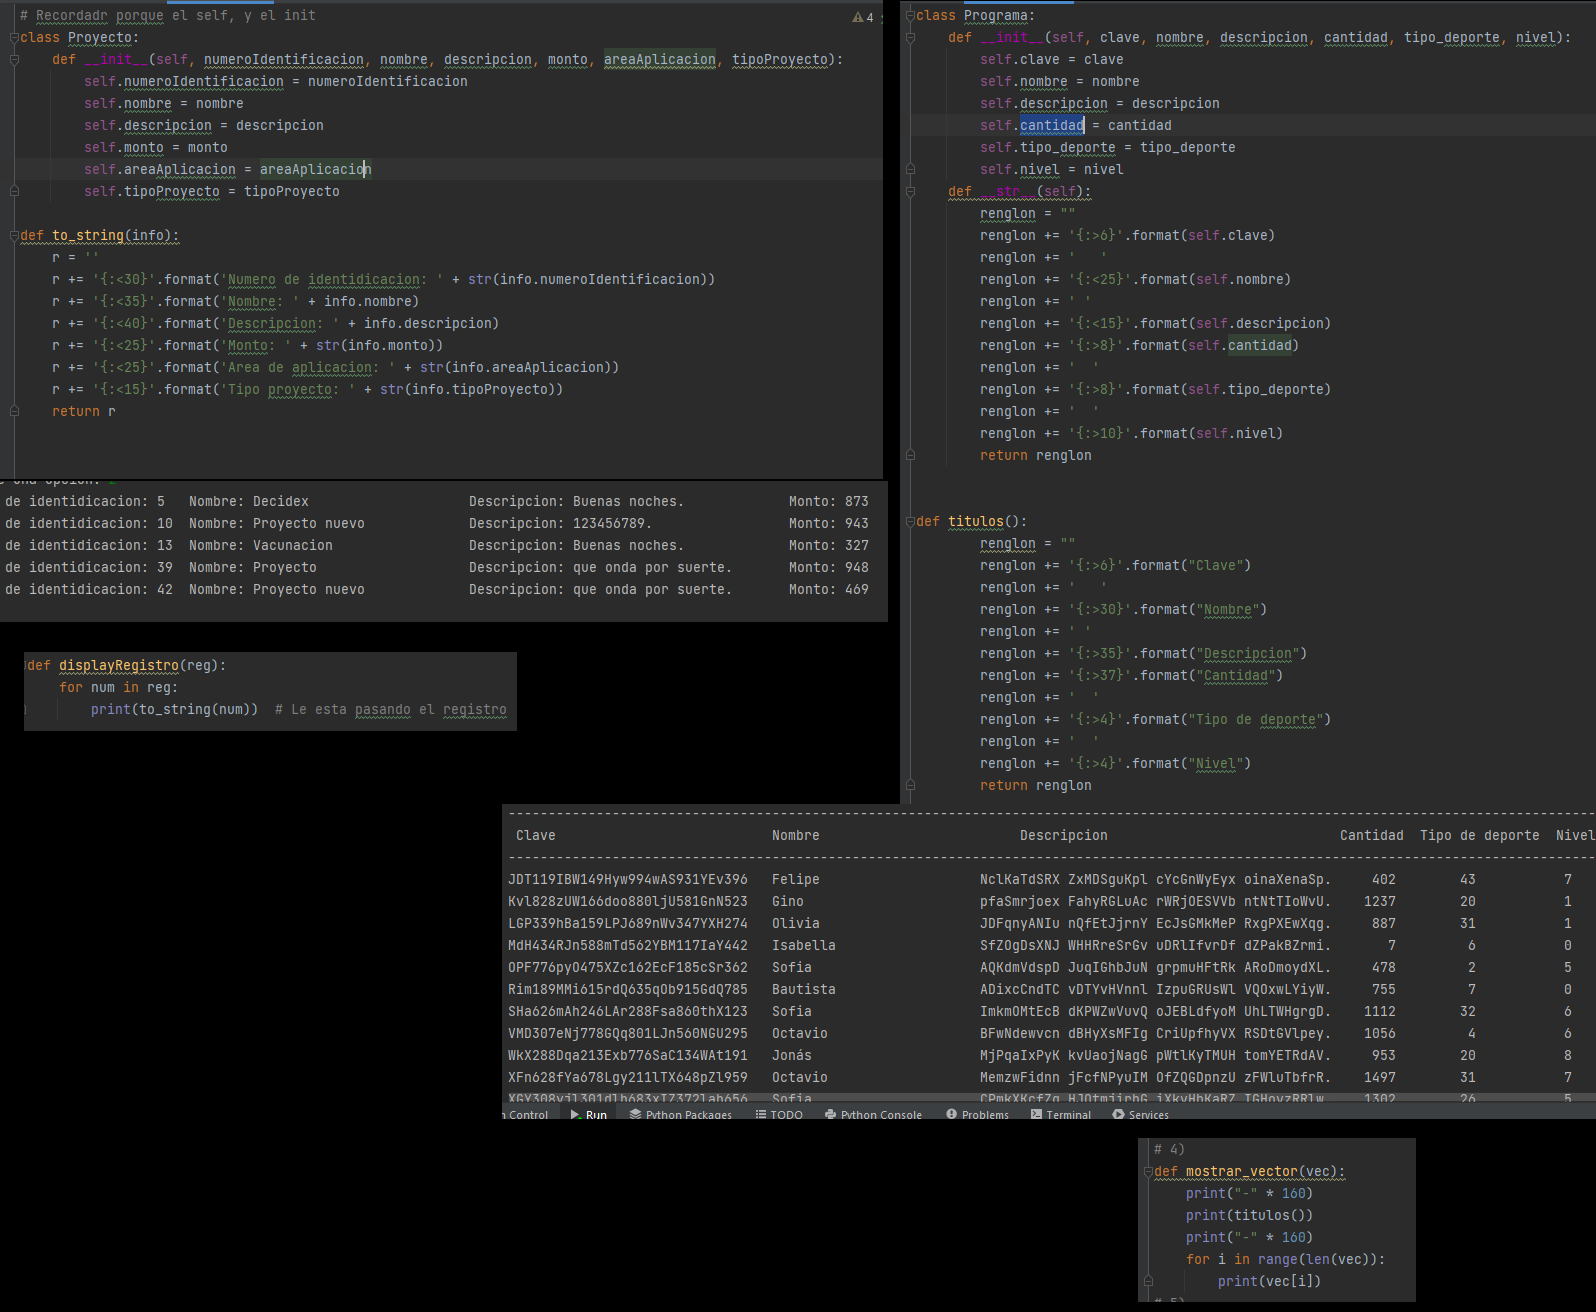 # Recordadr porque el self, y el init
4
class Proyecto:
    def __init__(self, numeroIdentificacion, nombre, descripcion, monto, areaAplicacion, tipoProyecto):
        self.numeroIdentificacion = numeroIdentificacion
        self.nombre = nombre
        self.descripcion = descripcion
        self.monto = monto
        self.areaAplicacion = areaAplicacion
        self.tipoProyecto = tipoProyecto
def to_string(info):
    r = ''
    r += '{:<30}'.format('Numero de identidicacion: ' + str(info.numeroIdentificacion))
    r += '{:<35}'.format('Nombre: ' + info.nombre)
    r += '{:<40}'.format('Descripcion: ' + info.descripcion)
    r += '{:<25}'.format('Monto: ' + str(info.monto))
    r += '{:<25}'.format('Area de aplicacion: ' + str(info.areaAplicacion))
    r += '{:<15}'.format('Tipo proyecto: ' + str(info.tipoProyecto))
    return r
de identidicacion: 5   Nombre: Decidex                    Descripcion: Buenas noches.             Monto: 873
de identidicacion: 10  Nombre: Proyecto nuevo             Descripcion: 123456789.                 Monto: 943
de identidicacion: 13  Nombre: Vacunacion                 Descripcion: Buenas noches.             Monto: 327
de identidicacion: 39  Nombre: Proyecto                   Descripcion: que onda por suerte.       Monto: 948
de identidicacion: 42  Nombre: Proyecto nuevo             Descripcion: que onda por suerte.       Monto: 469
def displayRegistro(reg):
    for num in reg:
        print(to_string(num))  # Le esta pasando el registro
class Programa:
    def __init__(self, clave, nombre, descripcion, cantidad, tipo_deporte, nivel):
        self.clave = clave
        self.nombre = nombre
        self.descripcion = descripcion
        self.cantidad = cantidad
        self.tipo_deporte = tipo_deporte
        self.nivel = nivel
    def __str__(self):
        renglon = ""
        renglon += '{:>6}'.format(self.clave)
        renglon += '   '
        renglon += '{:<25}'.format(self.nombre)
        renglon += ' '
        renglon += '{:<15}'.format(self.descripcion)
        renglon += '{:>8}'.format(self.cantidad)
        renglon += '  '
        renglon += '{:>8}'.format(self.tipo_deporte)
        renglon += '  '
        renglon += '{:>10}'.format(self.nivel)
        return renglon
def titulos():
        renglon = ""
        renglon += '{:>6}'.format("Clave")
        renglon += '   '
        renglon += '{:>30}'.format("Nombre")
        renglon += ' '
        renglon += '{:>35}'.format("Descripcion")
        renglon += '{:>37}'.format("Cantidad")
        renglon += '  '
        renglon += '{:>4}'.format("Tipo de deporte")
        renglon += '  '
        renglon += '{:>4}'.format("Nivel")
        return renglon
----------------------------------------------------------------------------------------------------------------------------------------
 Clave                           Nombre                         Descripcion                             Cantidad  Tipo de deporte  Nivel
----------------------------------------------------------------------------------------------------------------------------------------
JDT119IBW149Hyw994wAS931YEv396   Felipe                    NclKaTdSRX ZxMDSguKpl cYcGnWyEyx oinaXenaSp.     402        43           7
Kvl828zUW166doo880ljU581GnN523   Gino                      pfaSmrjoex FahyRGLuAc rWRjOESVVb ntNtTIoWvU.    1237        20           1
LGP339hBa159LPJ689nWv347YXH274   Olivia                    JDFqnyANIu nQfEtJjrnY EcJsGMkMeP RxgPXEwXqg.     887        31           1
MdH434RJn588mTd562YBM117IaY442   Isabella                  SfZOgDsXNJ WHHRreSrGv uDRlIfvrDf dZPakBZrmi.       7         6           0
OPF776pyO475XZc162EcF185cSr362   Sofia                     AQKdmVdspD JuqIGhbJuN grpmuHFtRk ARoDmoydXL.     478         2           5
Rim189MMi615rdQ635qOb915GdQ785   Bautista                  ADixcCndTC vDTYvHVnnl IzpuGRUsWl VQOxwLYiyW.     755         7           0
SHa626mAh246LAr288Fsa860thX123   Sofia                     ImkmOMtEcB dKPWZwVuvQ oJEBLdfyoM UhLTWHgrgD.    1112        32           6
VMD307eNj778GQq801LJn560NGU295   Octavio                   BFwNdewvcn dBHyXsMFIg CriUpfhyVX RSDtGVlpey.    1056         4           6
WkX288Dqa213Exb776SaC134WAt191   Jonás                     MjPqaIxPyK kvUaojNagG pWtlKyTMUH tomYETRdAV.     953        20           8
XFn628fYa678Lgy211lTX648pZl959   Octavio                   MemzwFidnn jFcfNPyuIM OfZQGDpnzU zFWluTbfrR.    1497        31           7
Sofia 1302 26 5
Control  Run  Python Packages  TODO  Python Console  Problems  Terminal  Services
# 4)
def mostrar_vector(vec):
    print("-" * 160)
    print(titulos())
    print("-" * 160)
    for i in range(len(vec)):
        print(vec[i])